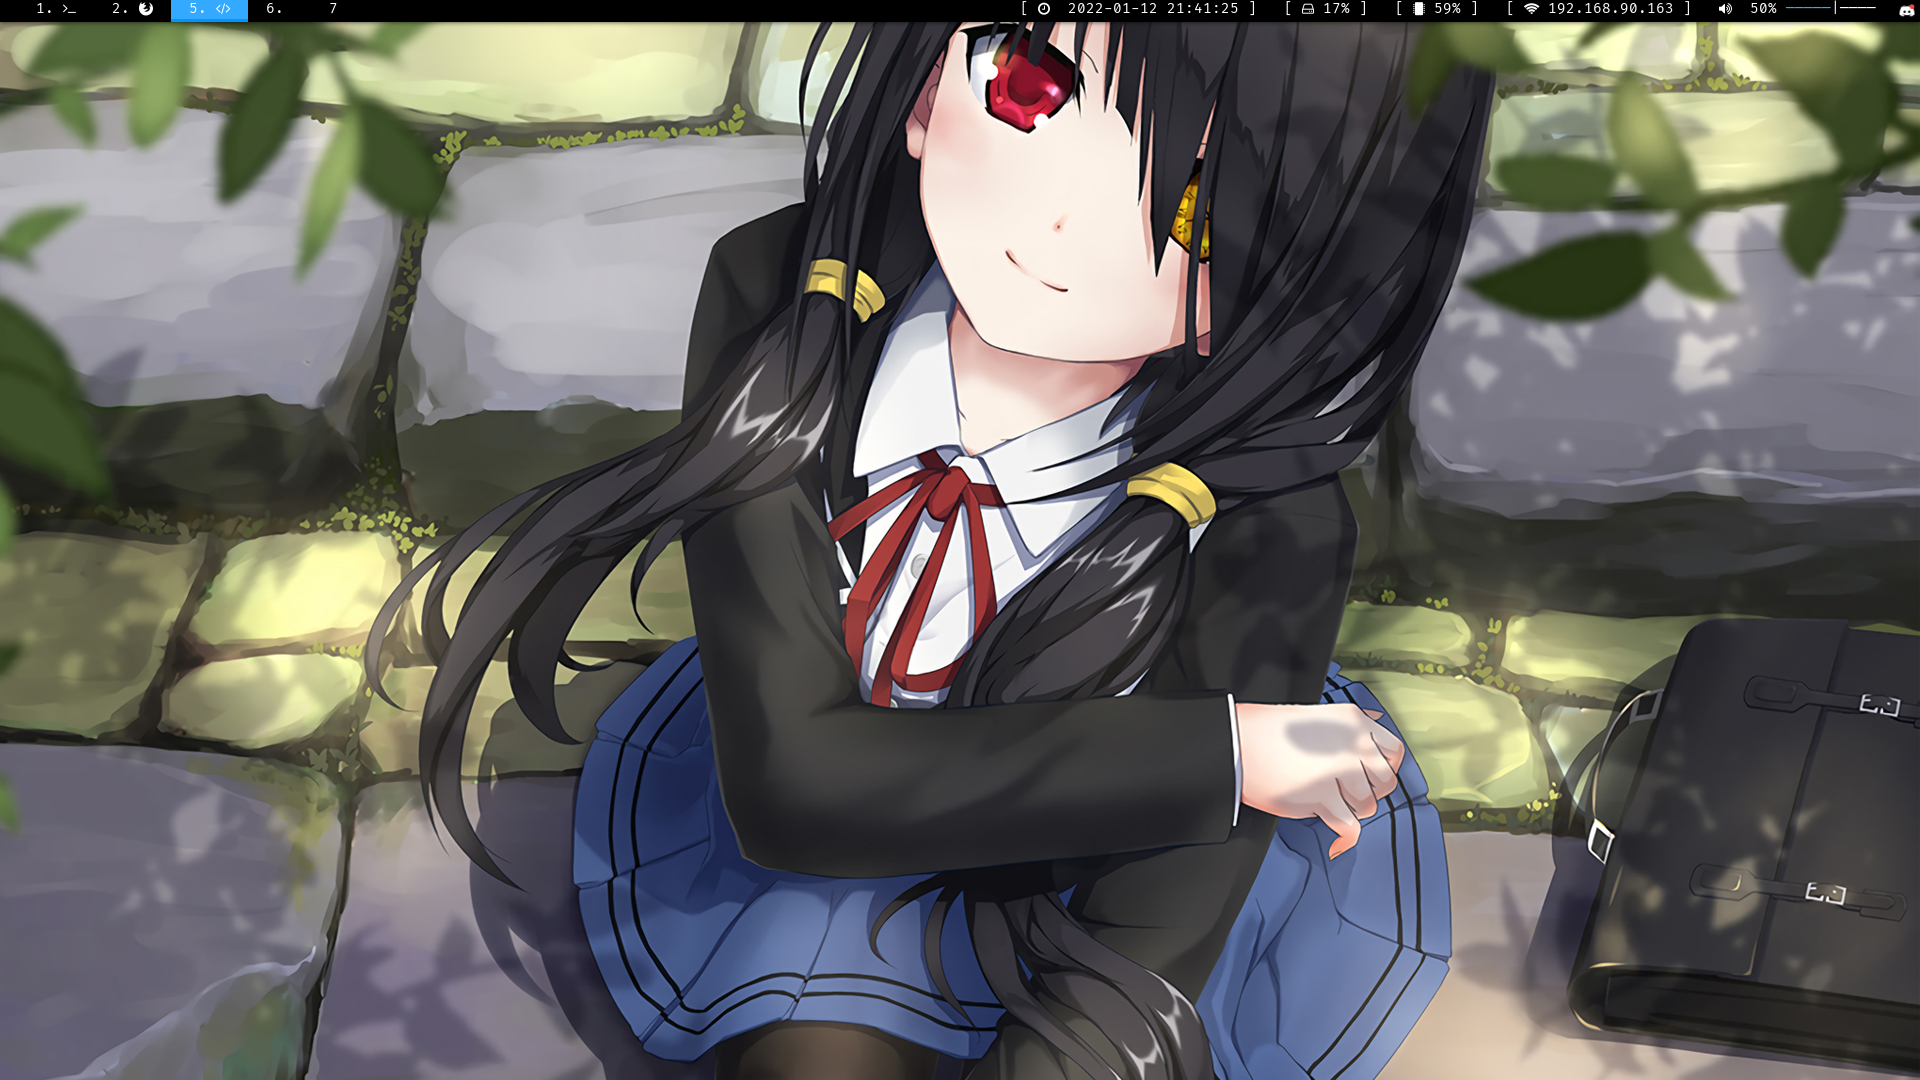 1. >_ 2. 5. </> 6. 7 [ 2022-01-12 21:41:25 ] [ 17% ] [ 59% ] [ 192.168.90.163 ] 50%